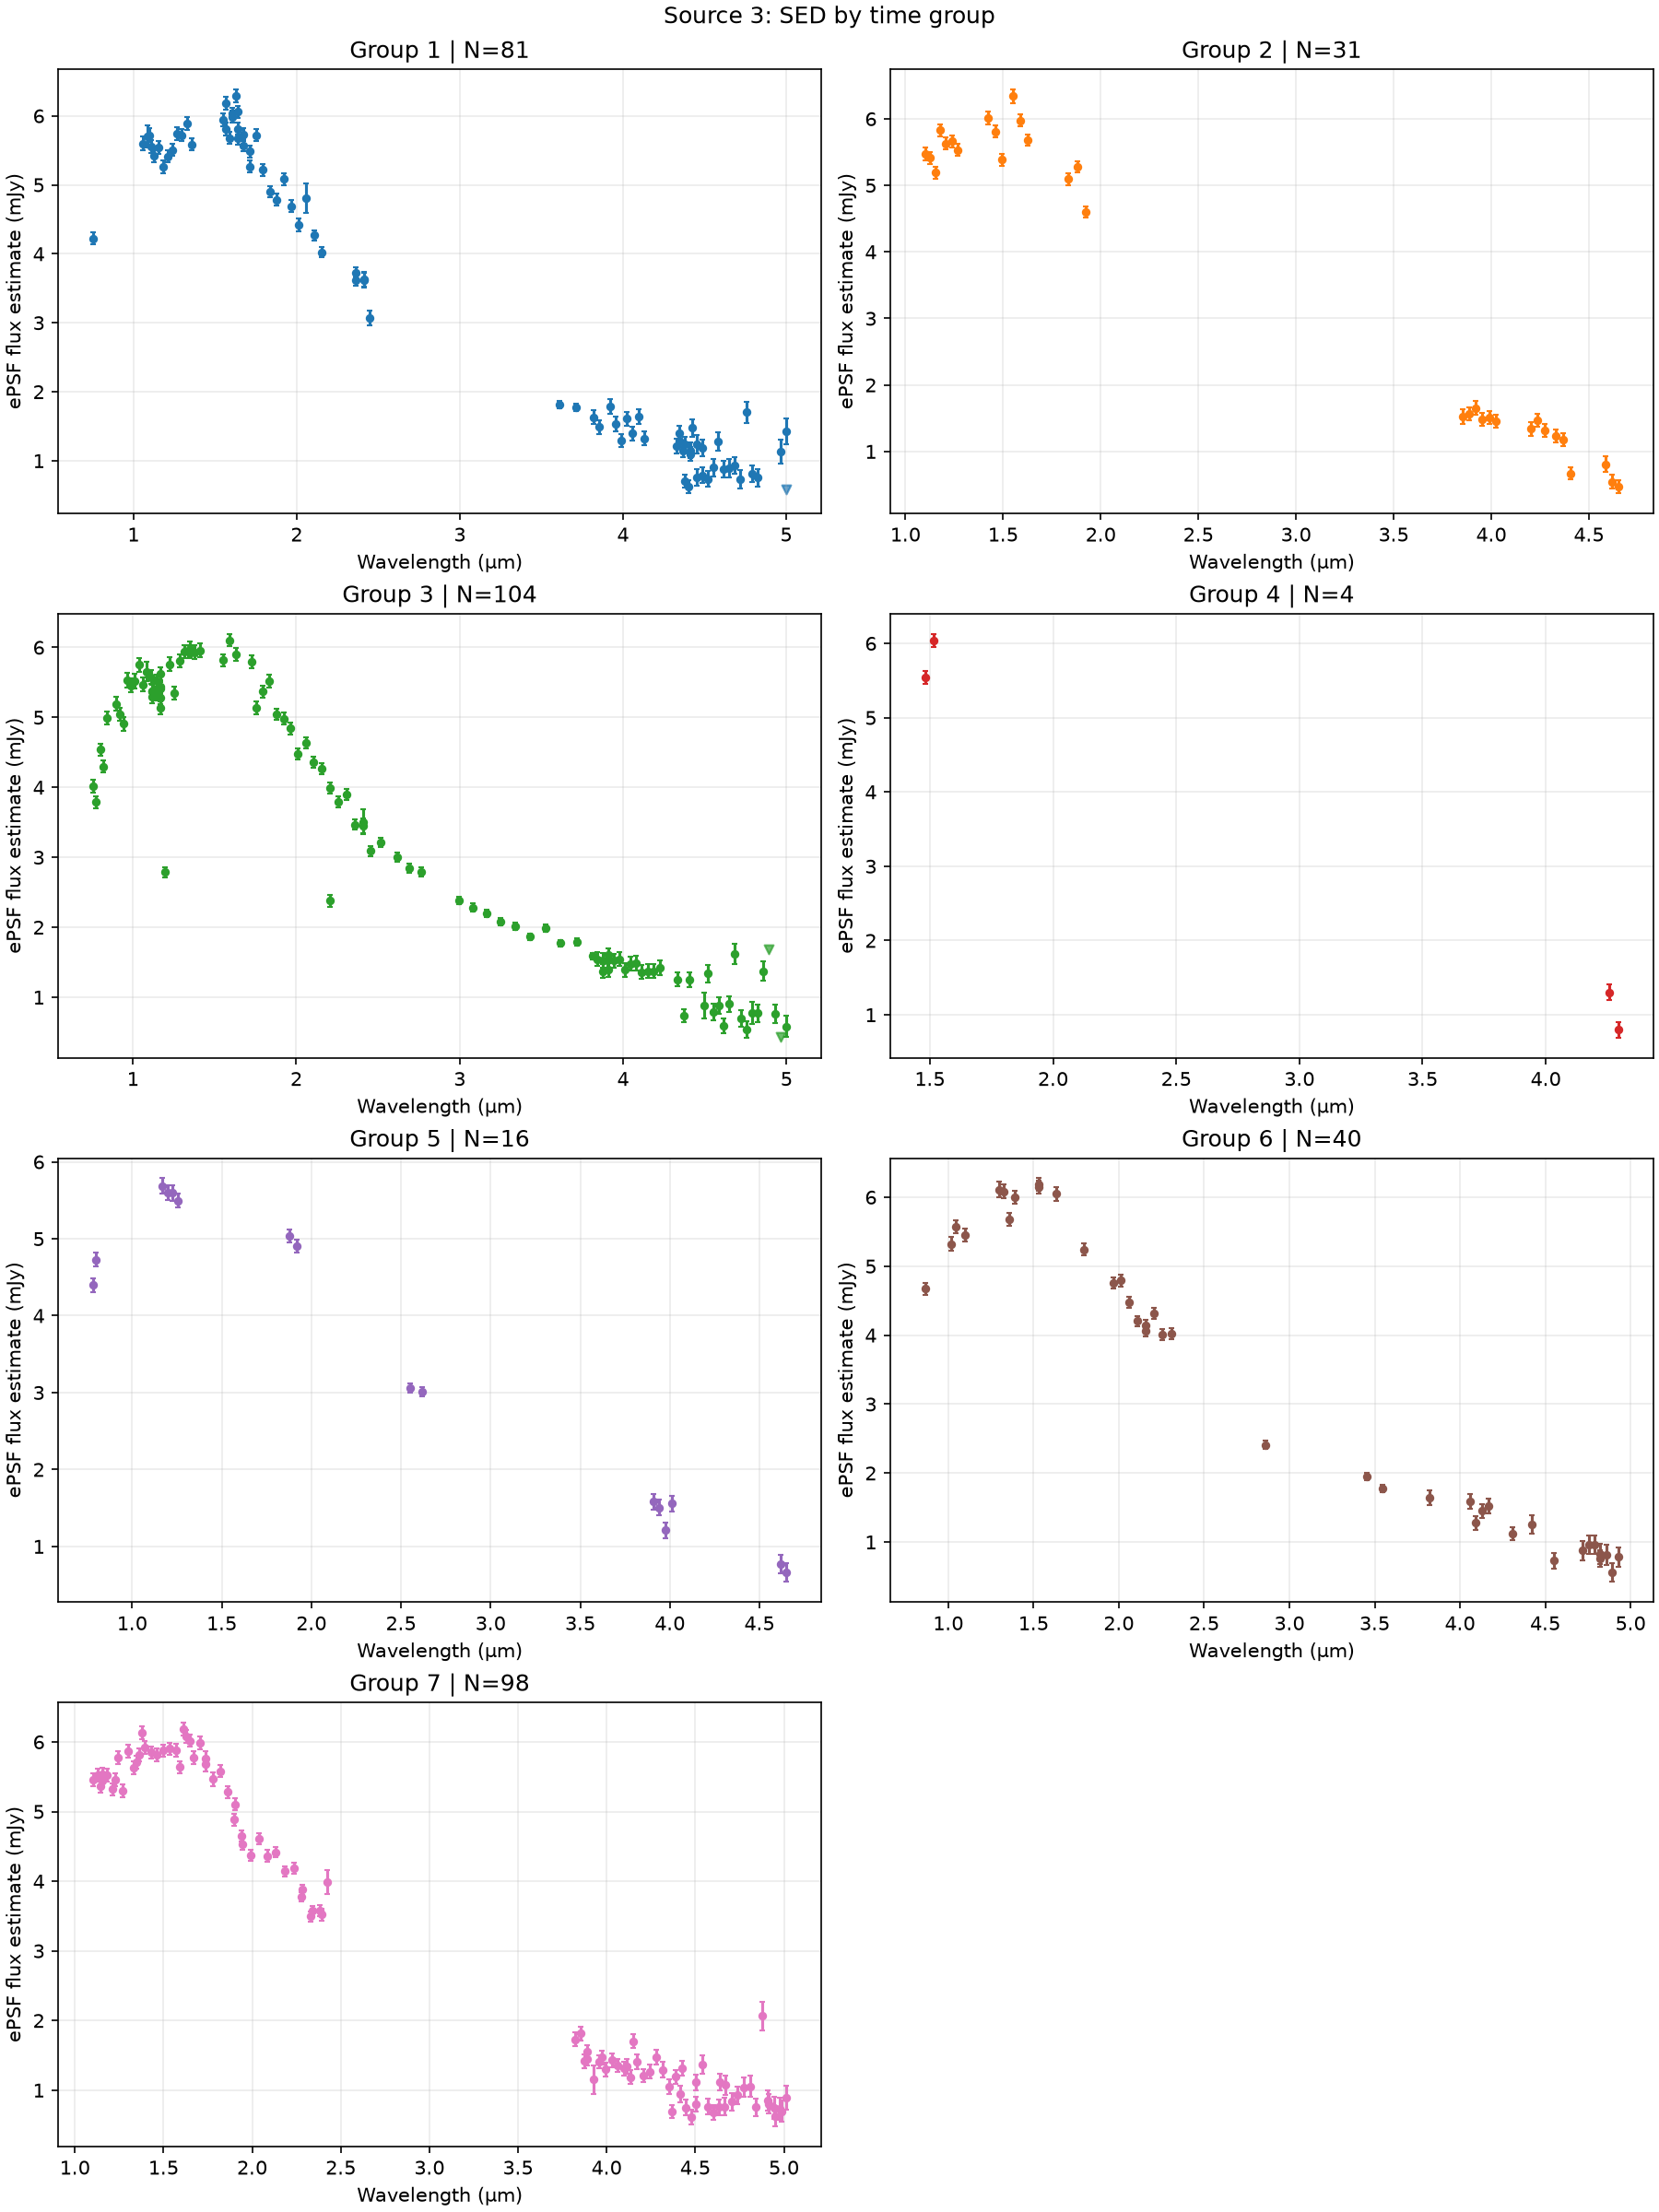 Source 3: SED by time group
Group 1 | N=81
ePSF flux estimate (mJy)
6
5
4
3
2
1
1 2 3 4 5
Wavelength (μm)
Group 2 | N=31
ePSF flux estimate (mJy)
6
5
4
3
2
1
1.0 1.5 2.0 2.5 3.0 3.5 4.0 4.5
Wavelength (μm)
Group 3 | N=104
ePSF flux estimate (mJy)
6
5
4
3
2
1
1 2 3 4 5
Wavelength (μm)
Group 4 | N=4
ePSF flux estimate (mJy)
6
5
4
3
2
1
1.5 2.0 2.5 3.0 3.5 4.0
Wavelength (μm)
Group 5 | N=16
ePSF flux estimate (mJy)
6
5
4
3
2
1
1.0 1.5 2.0 2.5 3.0 3.5 4.0 4.5
Wavelength (μm)
Group 6 | N=40
ePSF flux estimate (mJy)
6
5
4
3
2
1
1.0 1.5 2.0 2.5 3.0 3.5 4.0 4.5 5.0
Wavelength (μm)
Group 7 | N=98
ePSF flux estimate (mJy)
6
5
4
3
2
1
1.0 1.5 2.0 2.5 3.0 3.5 4.0 4.5 5.0
Wavelength (μm)